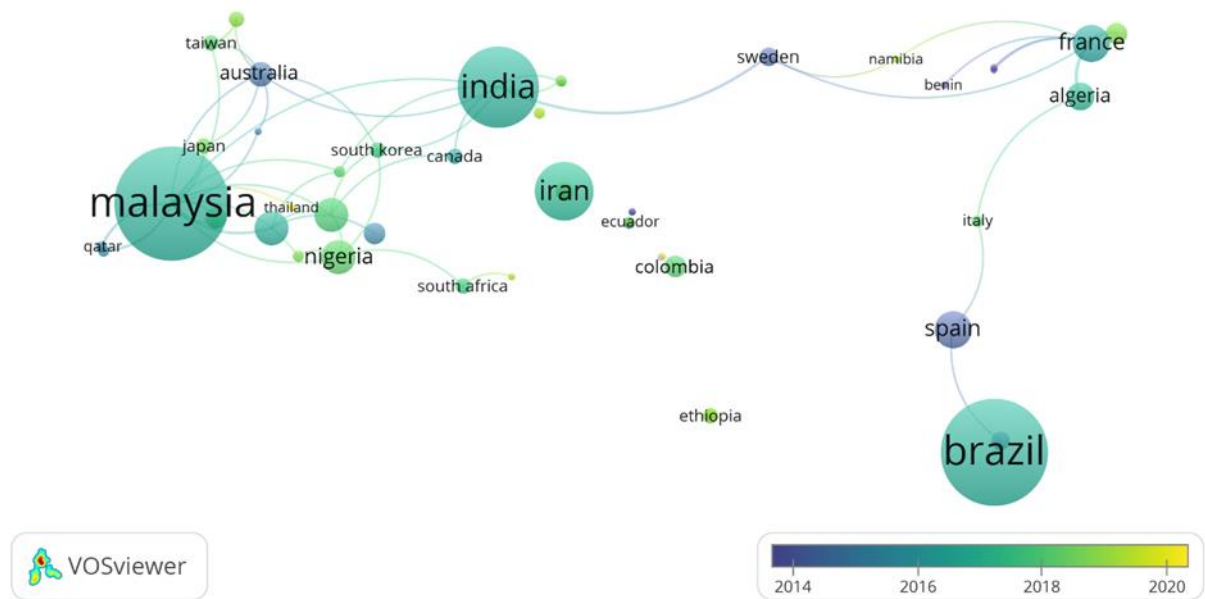 taiwan
australia
india
sweden
namibia
france
benin
algeria
japan
south korea
canada
malaysia
thailand
iran
ecuador
italy
qatar
nigeria
colombia
south africa
spain
ethiopia
brazil
VOSviewer
2014 2016 2018 2020